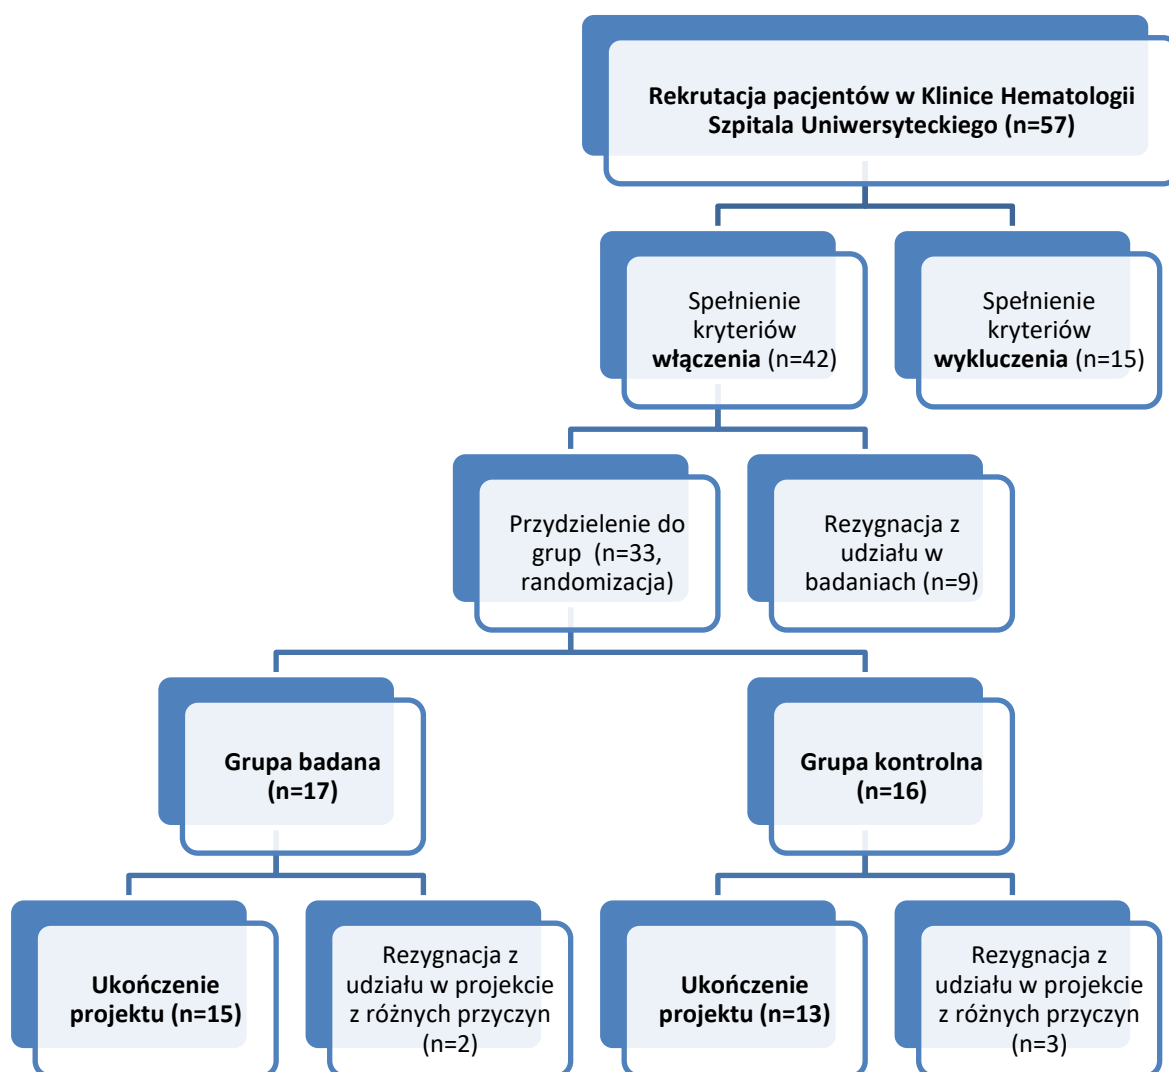 Rekrutacja pacjentów w Klinice Hematologii
Szpitala Uniwersyteckiego (n=57)
Spełnienie
kryteriów
włączenia (n=42)
Spełnienie
kryteriów
wykluczenia (n=15)
Przydzielenie do
grup (n=33,
randomizacja)
Rezygnacja z
udziału w
badaniach (n=9)
Grupa badana
(n=17)
Grupa kontrolna
(n=16)
Ukończenie
projektu (n=15)
Rezygnacja z
udziału w projekcie
z różnych przyczyn
(n=2)
Ukończenie
projektu (n=13)
Rezygnacja z
udziału w projekcie
z różnych przyczyn
(n=3)